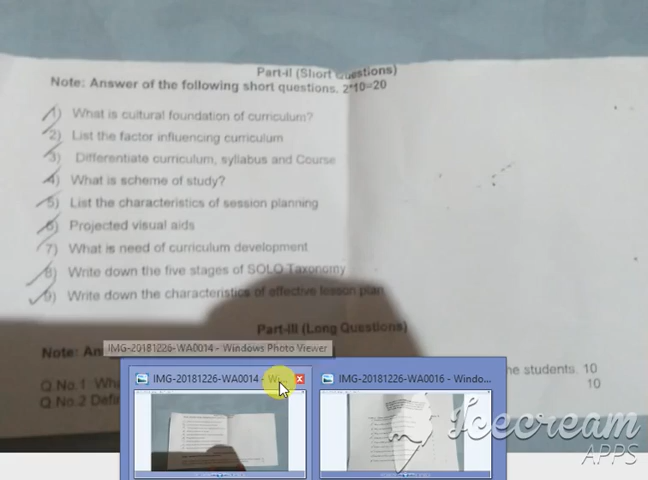 Part-II (Short Questions)
Note: Answer of the following short questions. 2*10=20
1) What is cultural foundation of curriculum?
2) List the factor influencing curriculum
3) Differentiate curriculum, syllabus and Course
4) What is scheme of study?
5) List the characteristics of session planning
6) Projected visual aids
7) What is need of curriculum development
8) Write down the five stages of SOLO Taxonomy
9) Write down the characteristics of effective lesson plan
Part-III (Long Questions)
Note:
IMG-20181226-WA0014 - Windows Photo Viewer
IMG-20181226-WA0014 - IMG-20181226-WA0016 - Windo...
he students. 10
Q.No.1 10
Q.No.2
Icecream
APPS